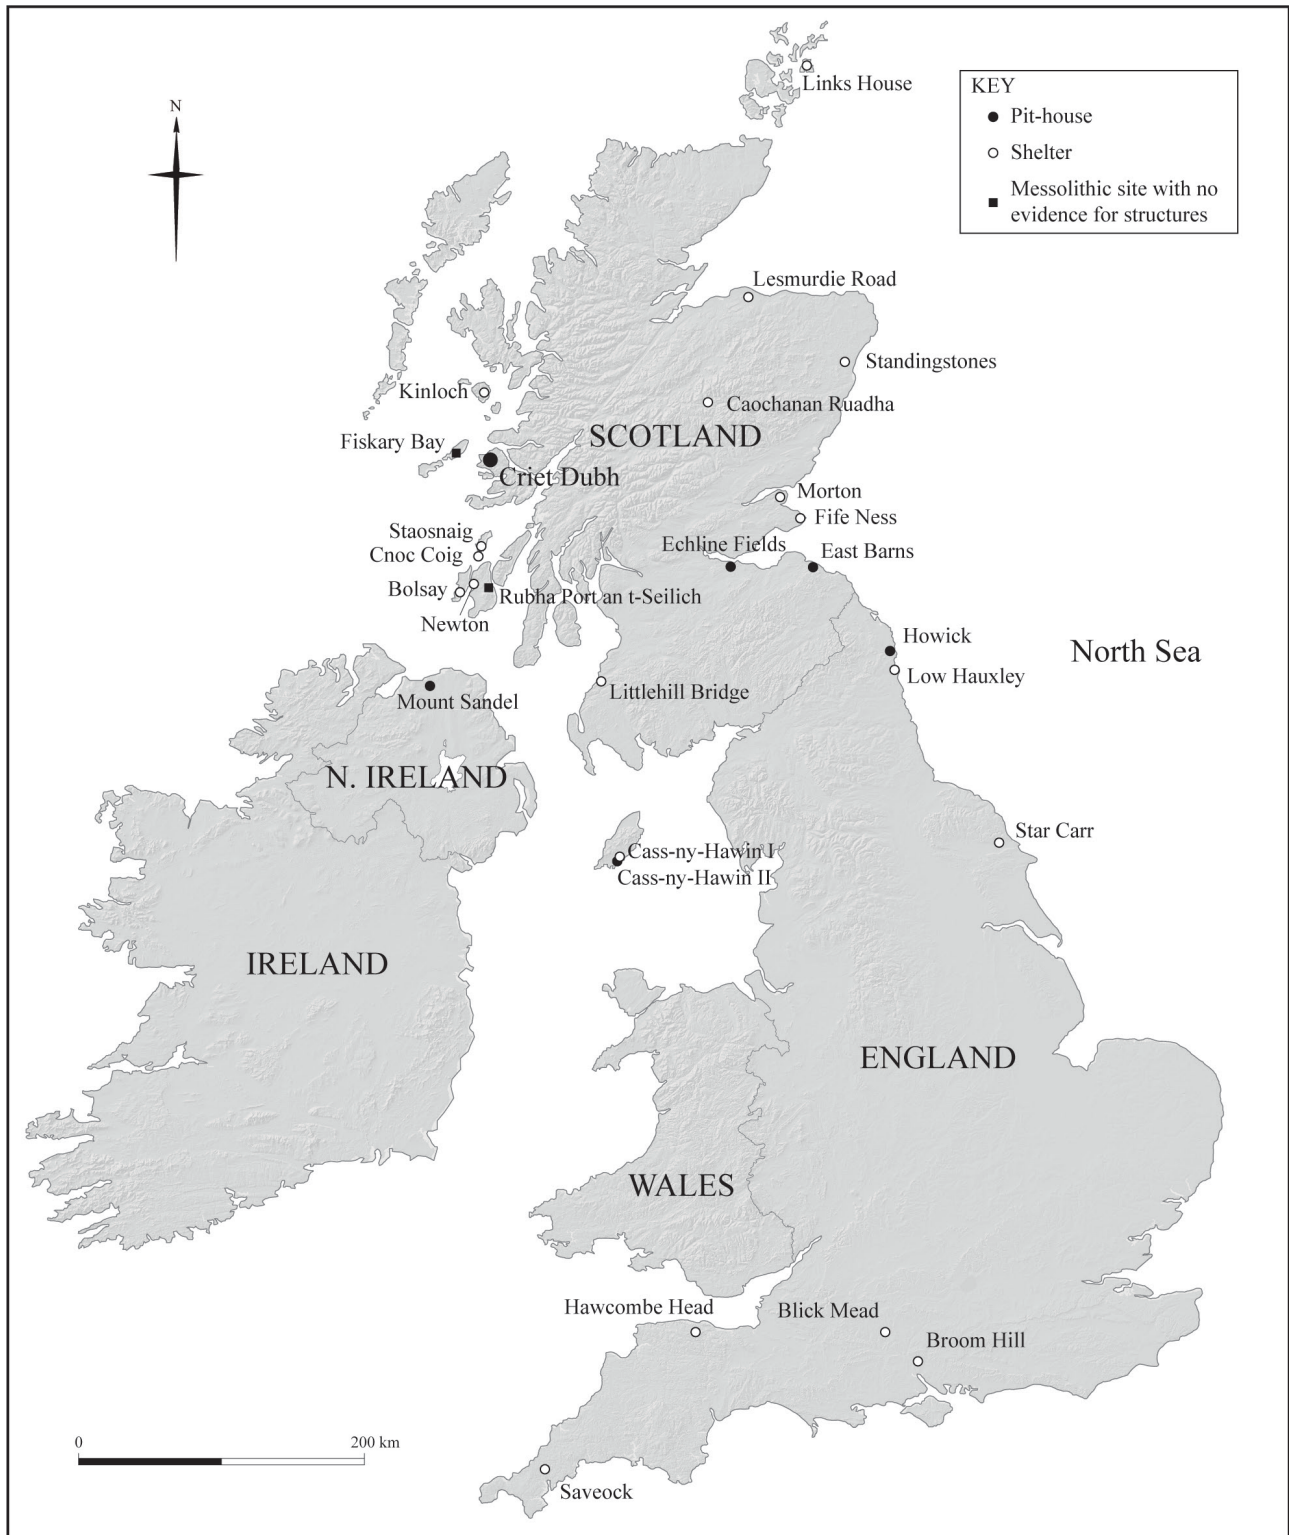 N
Links House
KEY
Pit-house
Shelter
Messolithic site with no
evidence for structures
Lesmurdie Road
Standingstones
Kinloch
Caochanan Ruadha
SCOTLAND
Fiskary Bay
Criet Dubh
Morton
Fife Ness
Staosnaig
Cnoc Coig
Echline Fields
East Barns
Bolsay
Rubha Port an t-Seilich
Newton
Howick
North Sea
Low Hauxley
Littlehill Bridge
Mount Sandel
N. IRELAND
Star Carr
Cass-ny-Hawin I
Cass-ny-Hawin II
IRELAND
ENGLAND
WALES
Hawcombe Head
Blick Mead
Broom Hill
0
200 km
Saveock